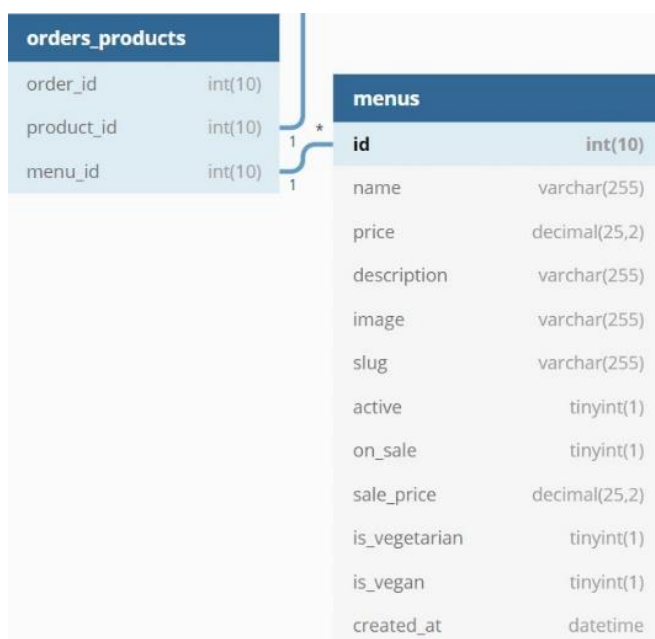 orders_products
order_id int(10)
product_id int(10)
menu_id int(10)
1
*
1
menus
id int(10)
name varchar(255)
price decimal(25,2)
description varchar(255)
image varchar(255)
slug varchar(255)
active tinyint(1)
on_sale tinyint(1)
sale_price decimal(25,2)
is_vegetarian tinyint(1)
is_vegan tinyint(1)
created_at datetime